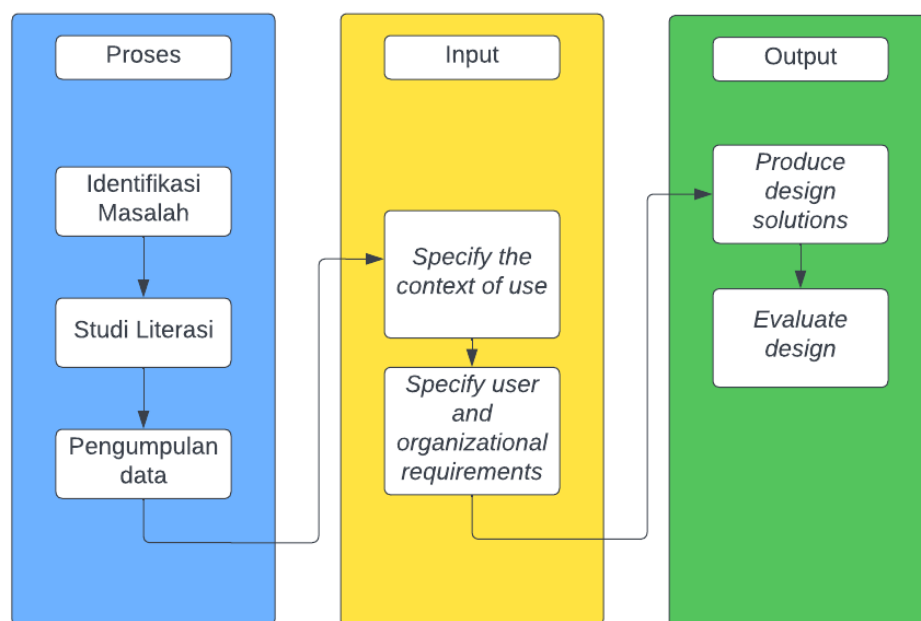 Proses
Identifikasi
Masalah
Studi Literasi
Pengumpulan
data
Input
Specify the
context of use
Specify user
and
organizational
requirements
Output
Produce
design
solutions
Evaluate
design